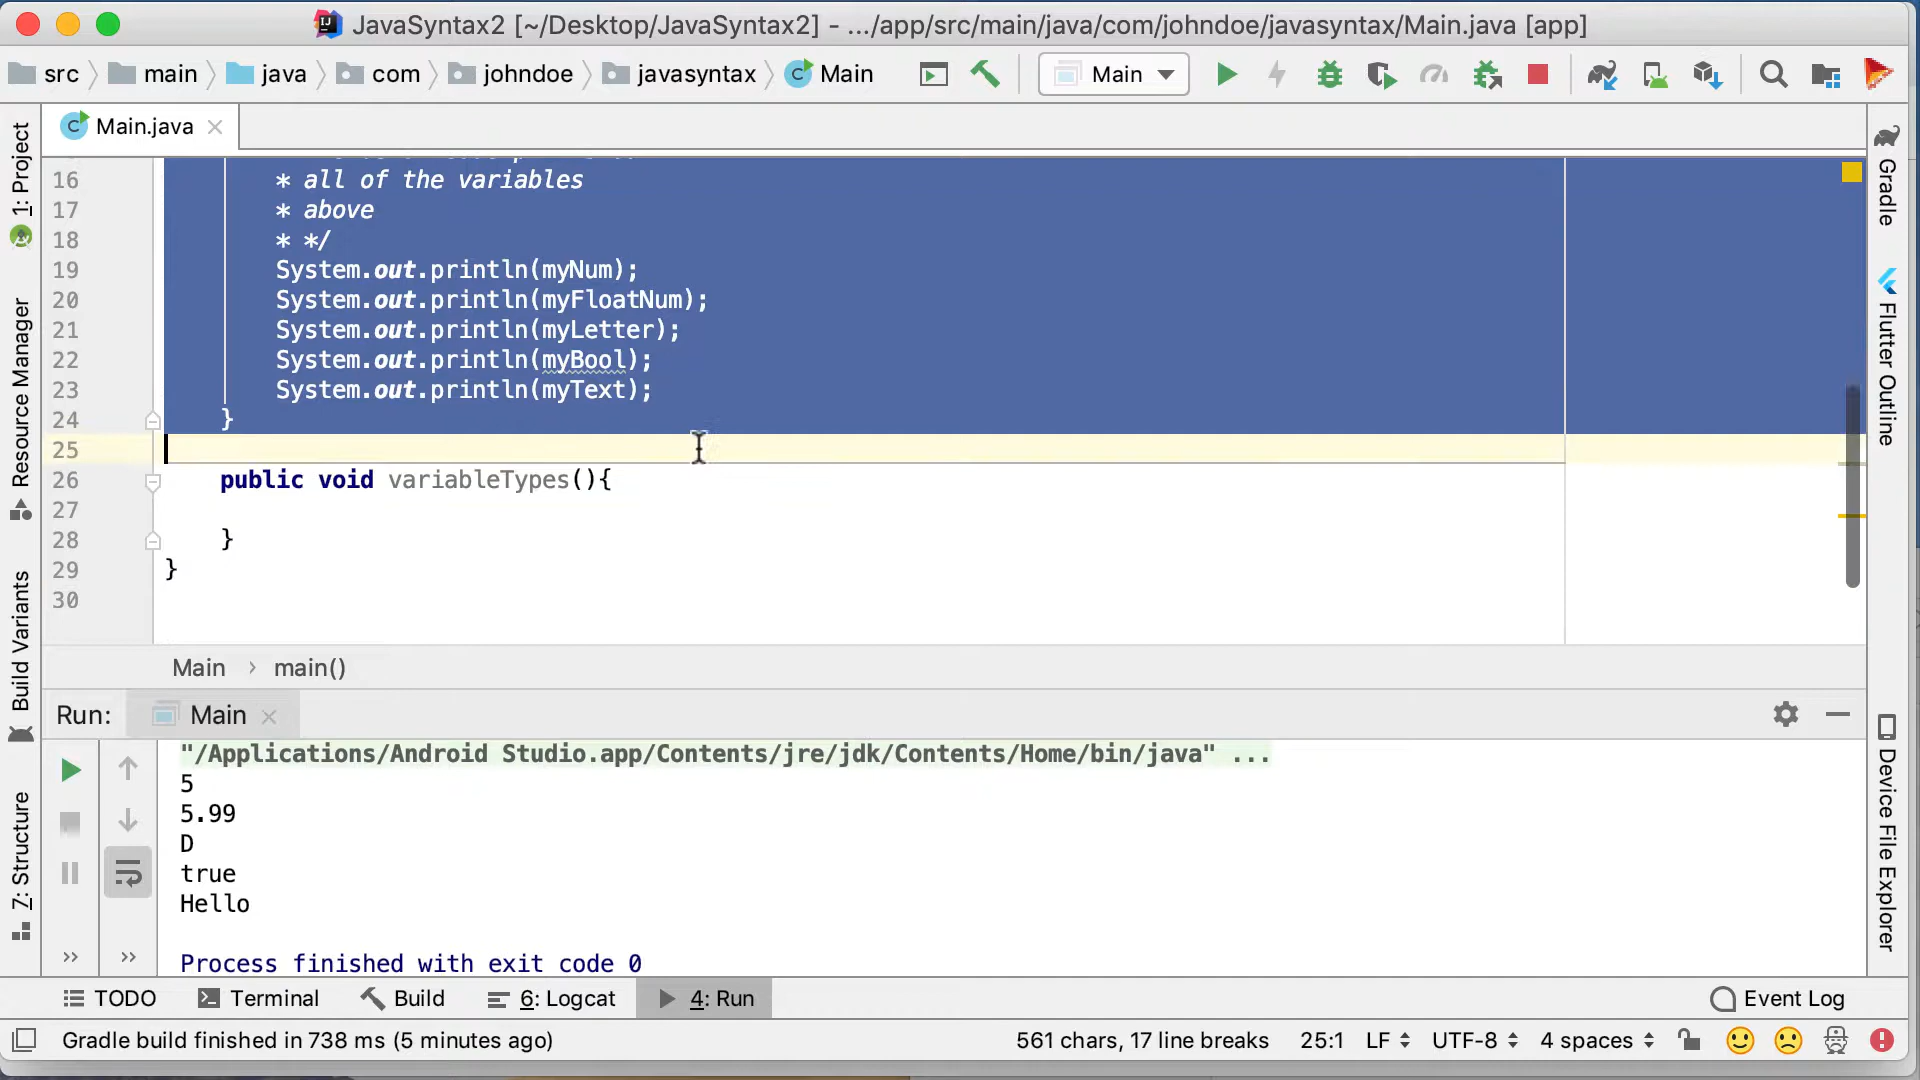 JavaSyntax2 [~/Desktop/JavaSyntax2] - .../app/src/main/java/com/johndoe/javasyntax/Main.java [app]
src main java com johndoe javasyntax C Main Main
C Main.java
1: Project
Resource Manager
Build Variants
7: Structure
16 * all of the variables
17 * above
18 * */
19 System.out.println(myNum);
20 System.out.println(myFloatNum);
21 System.out.println(myLetter);
22 System.out.println(myBool);
23 System.out.println(myText);
24 }
25
26 public void variableTypes(){
27
28 }
29 }
30
Gradle
Flutter Outline
Device File Explorer
Main > main()
Run: Main
"/Applications/Android Studio.app/Contents/jre/jdk/Contents/Home/bin/java" ...
5
5.99
D
true
Hello
Process finished with exit code 0
TODO Terminal Build 6: Logcat 4: Run Event Log
Gradle build finished in 738 ms (5 minutes ago) 561 chars, 17 line breaks 25:1 LF UTF-8 4 spaces